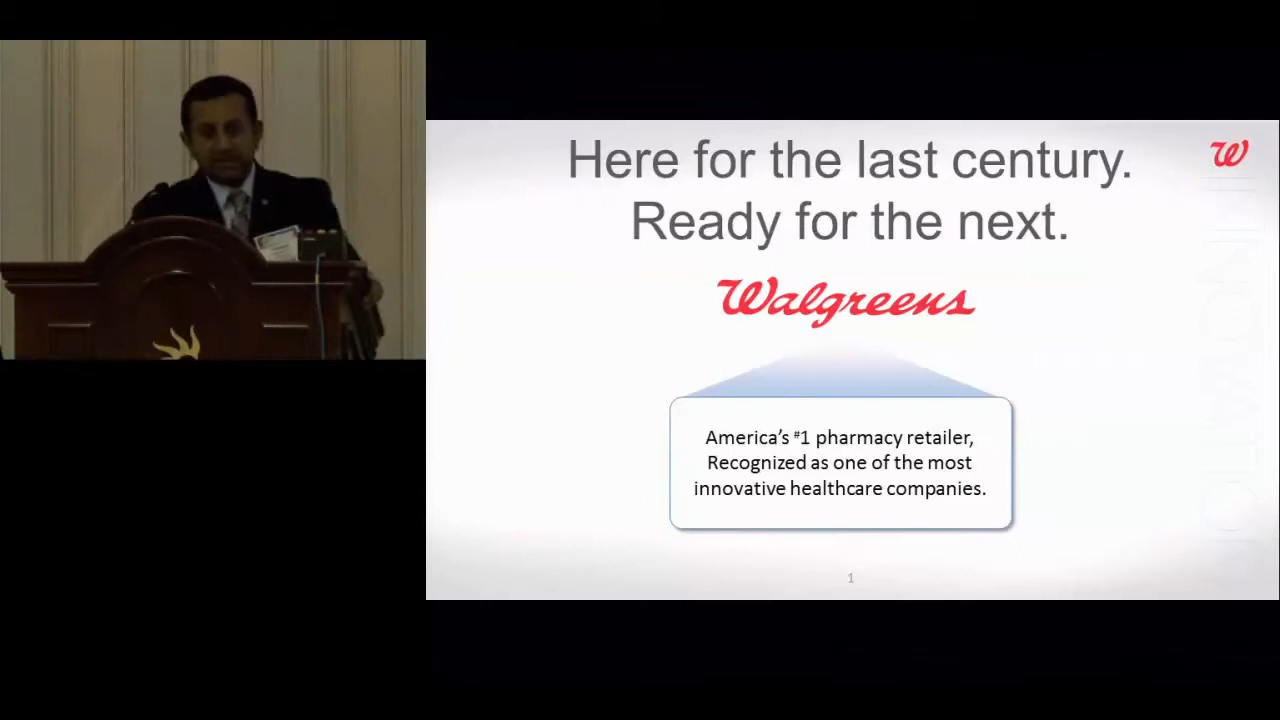 Here for the last century.
Ready for the next.
W
Walgreens
America's #1 pharmacy retailer,
Recognized as one of the most
innovative healthcare companies.
1